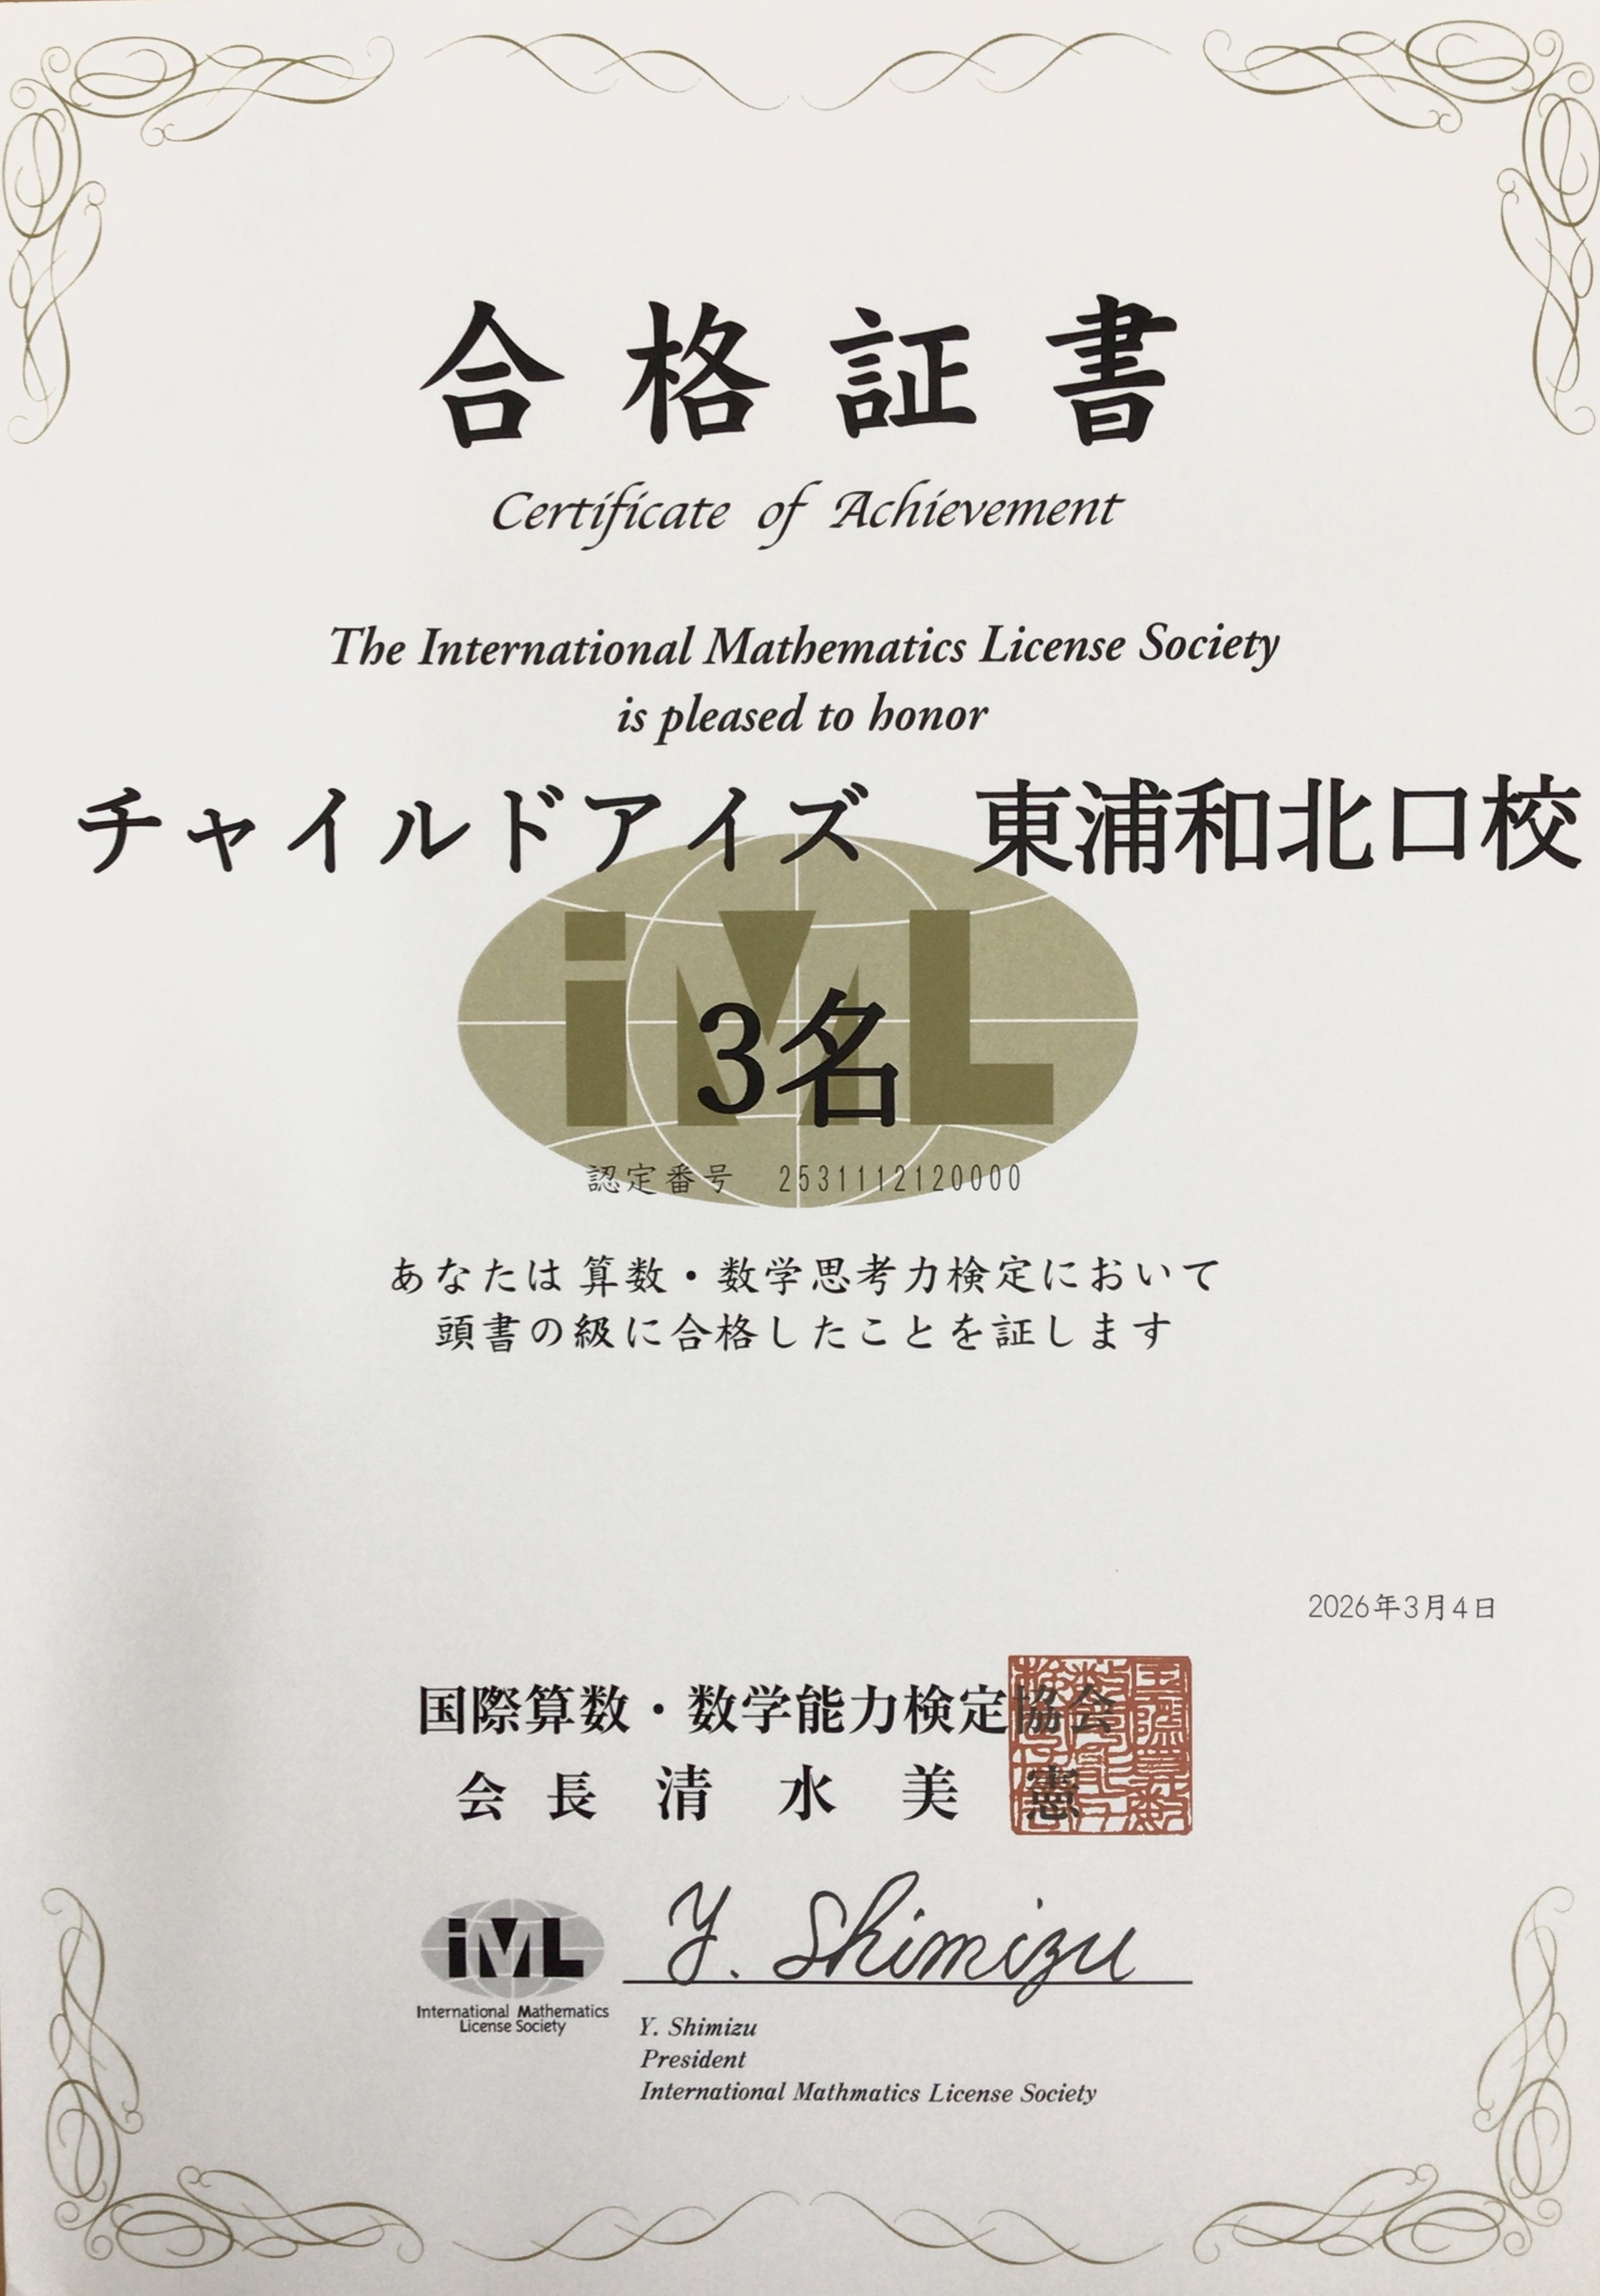 合格証書
Certificate of Achievement
The International Mathematics License Society
is pleased to honor
チャイルドアイズ　東浦和北口校
iML
3名
認定番号　2531112120000
あなたは 算数・数学思考力検定において
頭書の級に合格したことを証します
2026年3月4日
国際算数・数学能力検定協会
会長 清水美憲
Y. Shimizu
iML
International Mathematics
License Society
Y. Shimizu
President
International Mathmatics License Society